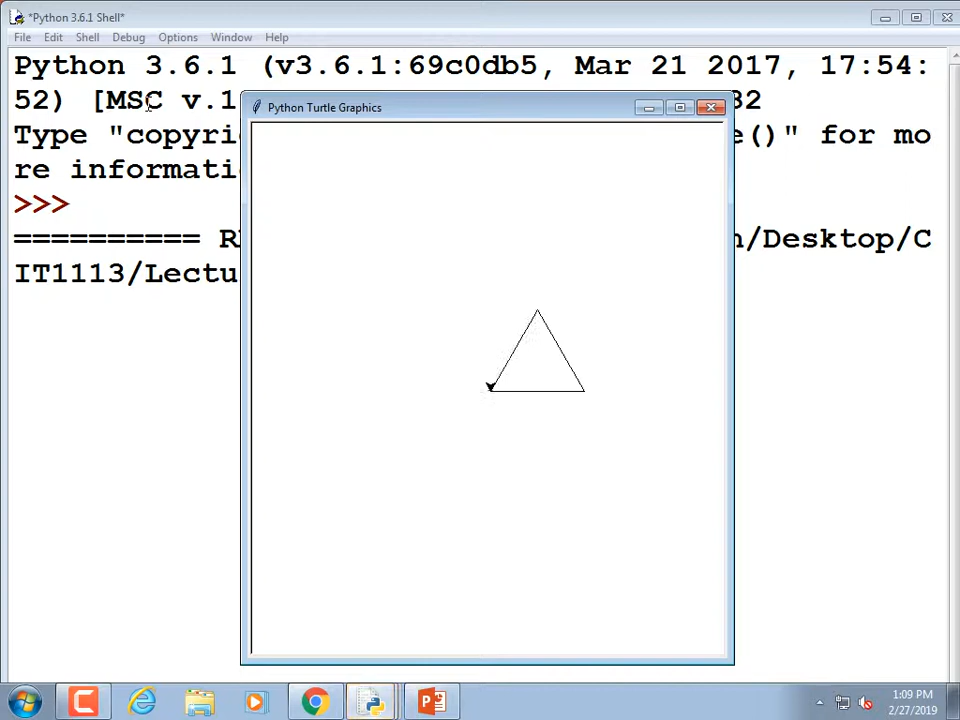 *Python 3.6.1 Shell*
File Edit Shell Debug Options Window Help
Python 3.6.1 (v3.6.1:69c0db5, Mar 21 2017, 17:54:
52) [MSC v.1
Type "copyri e()" for mo
re informati
>>>
========== R /Desktop/C
IT1113/Lectu
Python Turtle Graphics
1:09 PM
2/27/2019